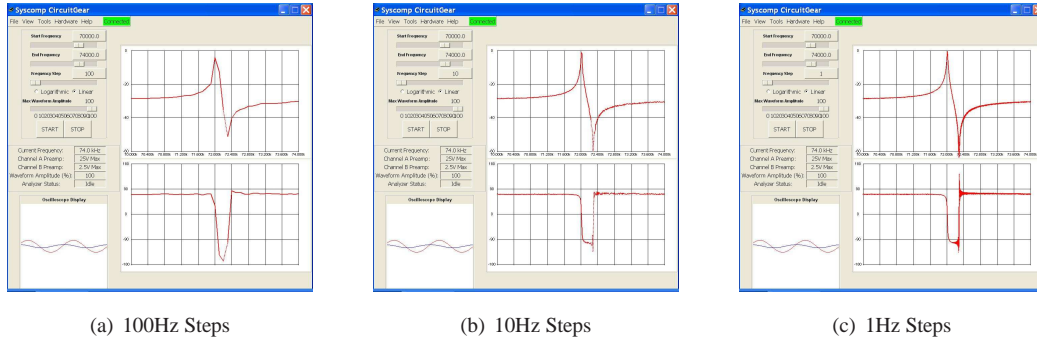 Syscomp CircuitGear
File View Tools Hardware Help Connected
Start Frequency 70000.0
End Frequency 74000.0
Frequency Step 100
Logarithmic Linear
Max Waveform Amplitude 100
0 102030405060708090100
START STOP
Current Frequency: 74.0 kHz
Channel A Preamp: 25V Max
Channel B Preamp: 2.5V Max
Waveform Amplitude (%): 100
Analyzer Status: Idle
Oscilloscope Display
(a) 100Hz Steps
Syscomp CircuitGear
File View Tools Hardware Help Connected
Start Frequency 70000.0
End Frequency 74000.0
Frequency Step 10
Logarithmic Linear
Max Waveform Amplitude 100
0 102030405060708090100
START STOP
Current Frequency: 74.0 kHz
Channel A Preamp: 25V Max
Channel B Preamp: 2.5V Max
Waveform Amplitude (%): 100
Analyzer Status: Idle
Oscilloscope Display
(b) 10Hz Steps
Syscomp CircuitGear
File View Tools Hardware Help Connected
Start Frequency 70000.0
End Frequency 74000.0
Frequency Step 1
Logarithmic Linear
Max Waveform Amplitude 100
0 102030405060708090100
START STOP
Current Frequency: 74.0 kHz
Channel A Preamp: 25V Max
Channel B Preamp: 2.5V Max
Waveform Amplitude (%): 100
Analyzer Status: Idle
Oscilloscope Display
(c) 1Hz Steps